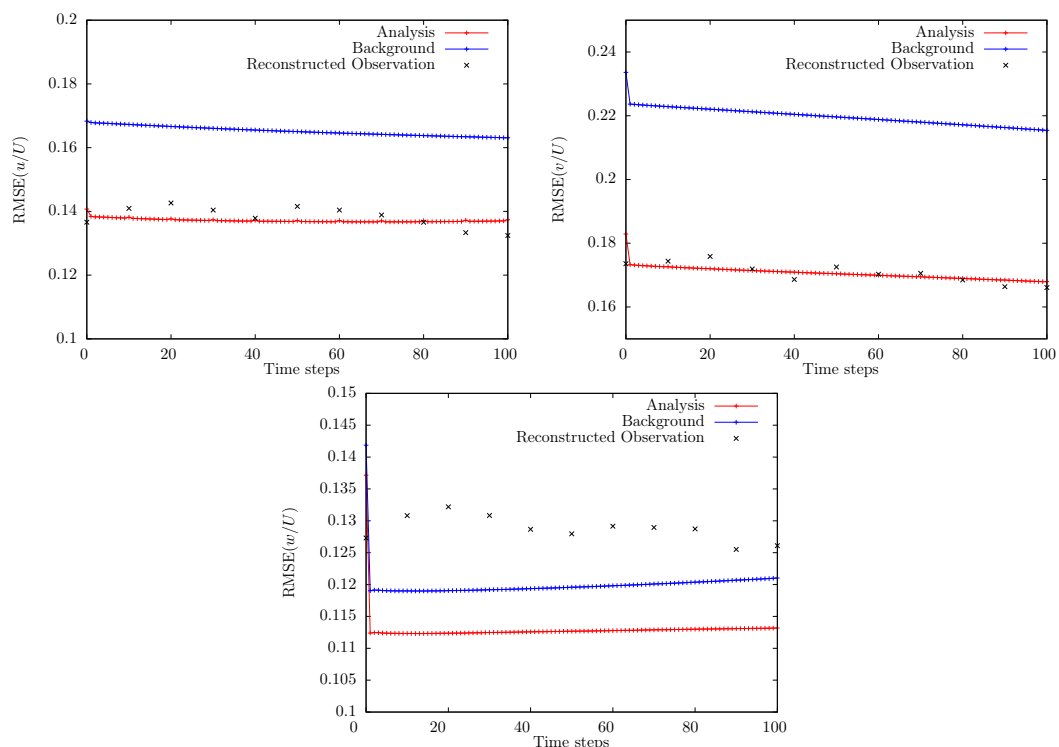 0.2
0.18
0.16
0.14
0.12
0.1
RMSE(u/U)
Analysis
Background
Reconstructed Observation
0 20 40 60 80 100
Time steps
0.24
0.22
0.2
0.18
0.16
RMSE(v/U)
Analysis
Background
Reconstructed Observation
0 20 40 60 80 100
Time steps
0.15
0.145
0.14
0.135
0.13
0.125
0.12
0.115
0.11
0.105
0.1
RMSE(w/U)
Analysis
Background
Reconstructed Observation
0 20 40 60 80 100
Time steps